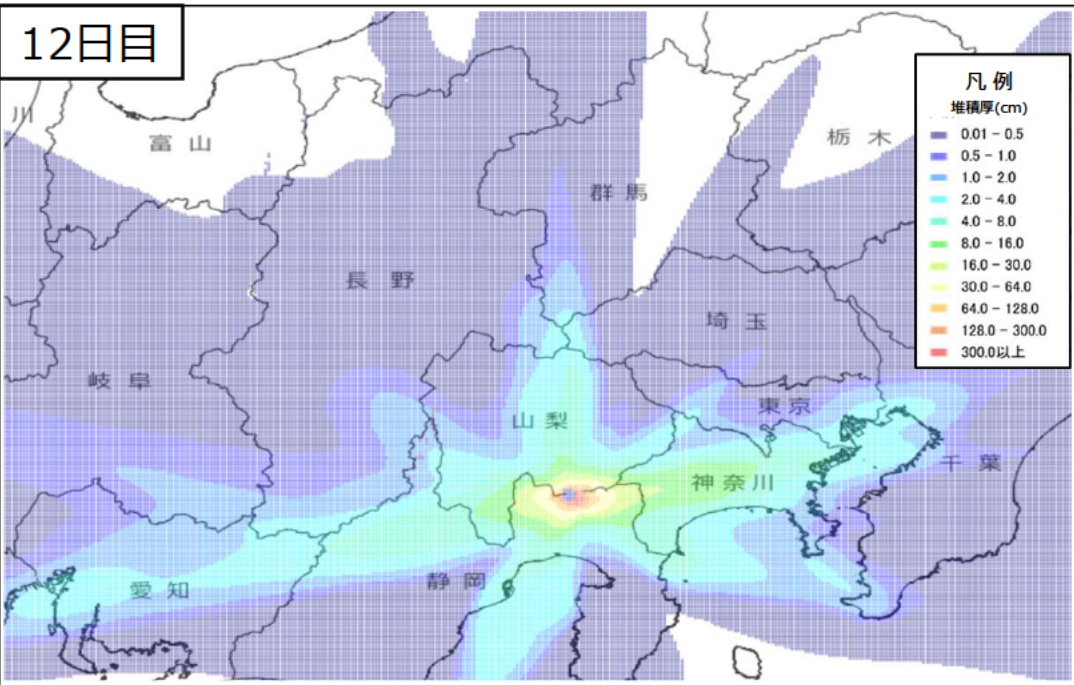 12日目
凡例
堆積厚(cm)
0.01 - 0.5
0.5 - 1.0
1.0 - 2.0
2.0 - 4.0
4.0 - 8.0
8.0 - 16.0
16.0 - 30.0
30.0 - 64.0
64.0 - 128.0
128.0 - 300.0
300.0以上
川
富山
栃木
群馬
長野
埼玉
岐阜
東京
山梨
千葉
神奈川
静岡
愛知